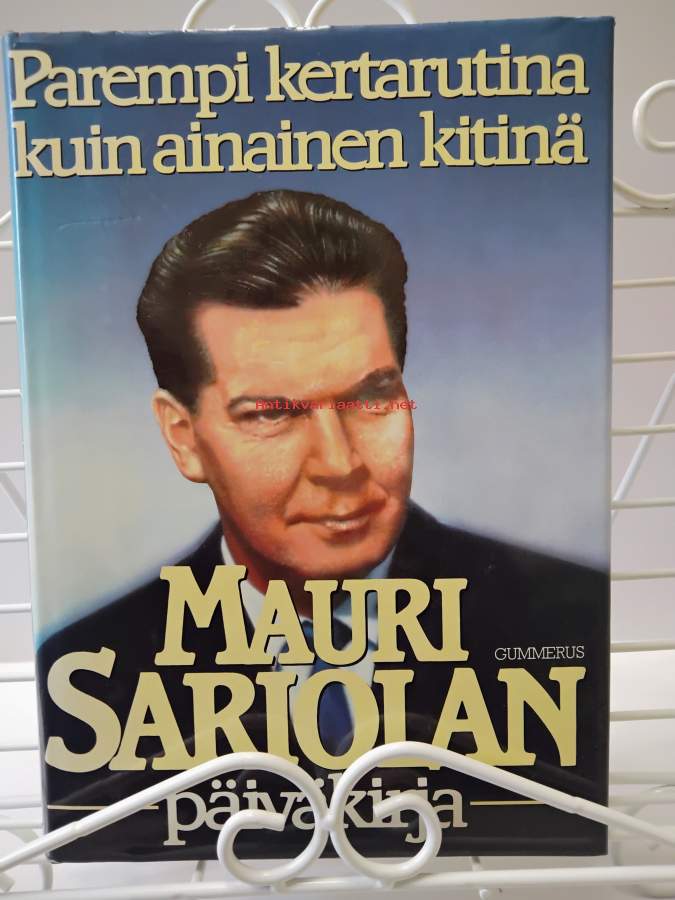 Parempi kertarutina
kuin ainainen kitinä
Antikvariaatti.net
MAURI
GUMMERUS
SARIOLAN
päiväkirja